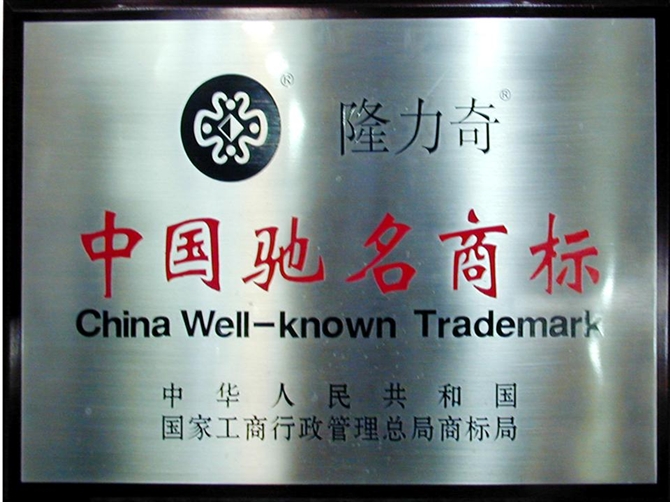 ® 隆力奇®
中国驰名商标
China Well-known Trademark
中华人民共和国
国家工商行政管理总局商标局